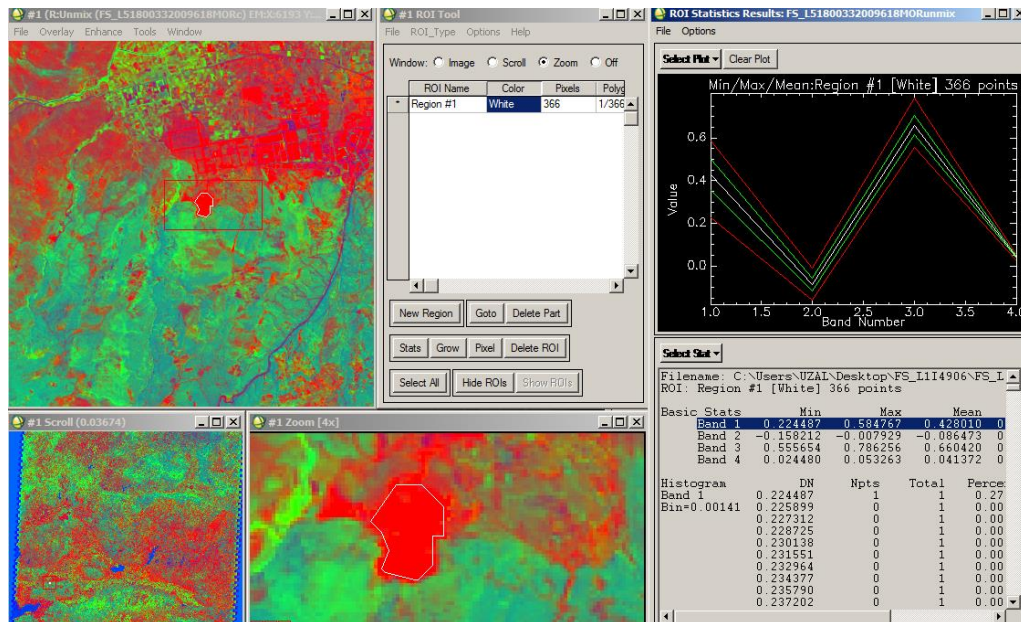 #1 (R:Unmix (FS_L51800332009618MORc) EM:X:6193 Y:...
File Overlay Enhance Tools Window
#1 ROI Tool
File ROI_Type Options Help
Window: Image Scroll Zoom Off
ROI Name Color Pixels Polyg
* Region #1 White 366 1/366
New Region Goto Delete Part
Stats Grow Pixel Delete ROI
Select All Hide ROIs Show ROIs
#1 Scroll (0.03674)
#1 Zoom [4x]
ROI Statistics Results: FS_L51800332009618MORunmix
File Options
Select Plot Clear Plot
Min/Max/Mean:Region #1 [White] 366 points
0.6
0.4
Value
0.2
0.0
1.0 1.5 2.0 2.5 3.0 3.5 4.0
Band Number
Select Stat
Filename: C:\Users\UZAL\Desktop\FS_L1I4906\FS_L
ROI: Region #1 [White] 366 points
Basic Stats Min Max Mean
Band 1 0.224487 0.584767 0.428010 0
Band 2 -0.158212 -0.007929 -0.086473 0
Band 3 0.555654 0.786256 0.660420 0
Band 4 0.024480 0.053263 0.041372 0
Histogram DN Npts Total Perce
Band 1 0.224487 1 1 0.27
Bin=0.00141 0.225899 0 1 0.00
0.227312 0 1 0.00
0.228725 0 1 0.00
0.230138 0 1 0.00
0.231551 0 1 0.00
0.232964 0 1 0.00
0.234377 0 1 0.00
0.235790 0 1 0.00
0.237202 0 1 0.00